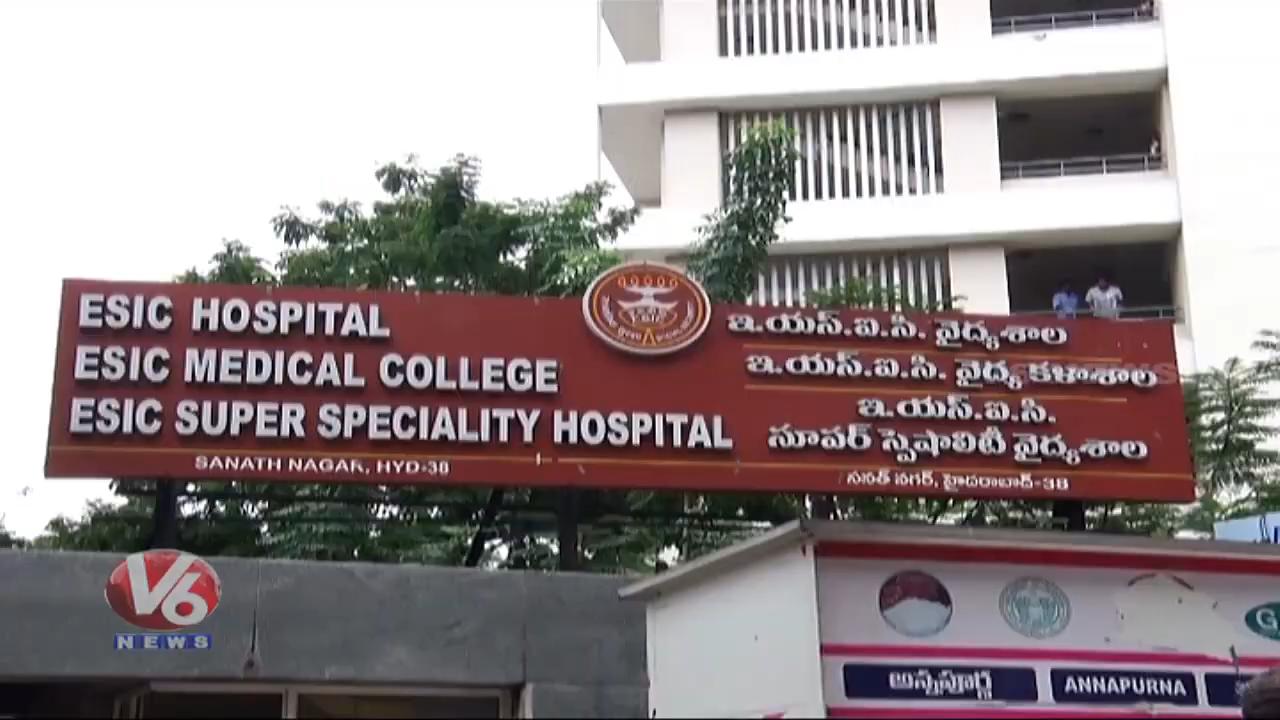 ESIC HOSPITAL
ESIC MEDICAL COLLEGE
ESIC SUPER SPECIALITY HOSPITAL
SANATH NAGAR, HYD-38
ఇ.యస్.ఐ.సి. వైద్యశాల
ఇ.యస్.ఐ.సి. వైద్య కళాశాల
ఇ.యస్.ఐ.సి.
సూపర్ స్పెషాలిటీ వైద్యశాల
సనత్ నగర్, హైదరాబాద్-38
V6
NEWS
G
అన్నపూర్ణ
ANNAPURNA